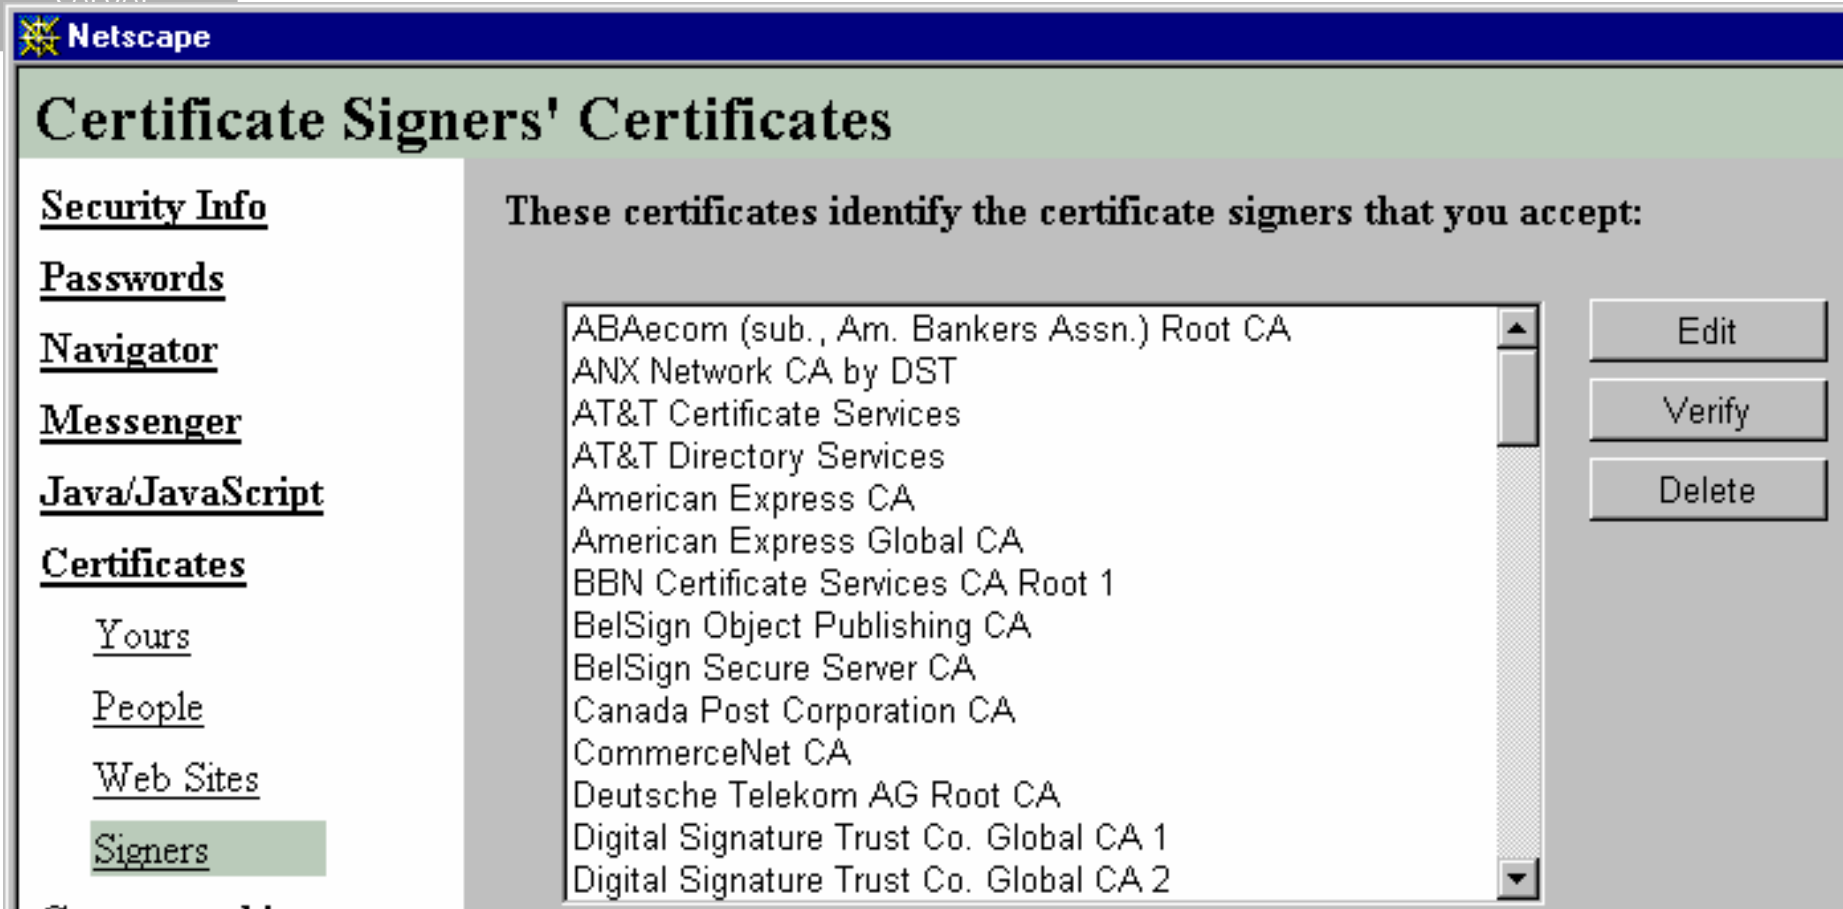 Netscape
Certificate Signers' Certificates
Security Info
Passwords
Navigator
Messenger
Java/JavaScript
Certificates
Yours
People
Web Sites
Signers
These certificates identify the certificate signers that you accept:
ABAecom (sub., Am. Bankers Assn.) Root CA
ANX Network CA by DST
AT&T Certificate Services
AT&T Directory Services
American Express CA
American Express Global CA
BBN Certificate Services CA Root 1
BelSign Object Publishing CA
BelSign Secure Server CA
Canada Post Corporation CA
CommerceNet CA
Deutsche Telekom AG Root CA
Digital Signature Trust Co. Global CA 1
Digital Signature Trust Co. Global CA 2
Edit
Verify
Delete